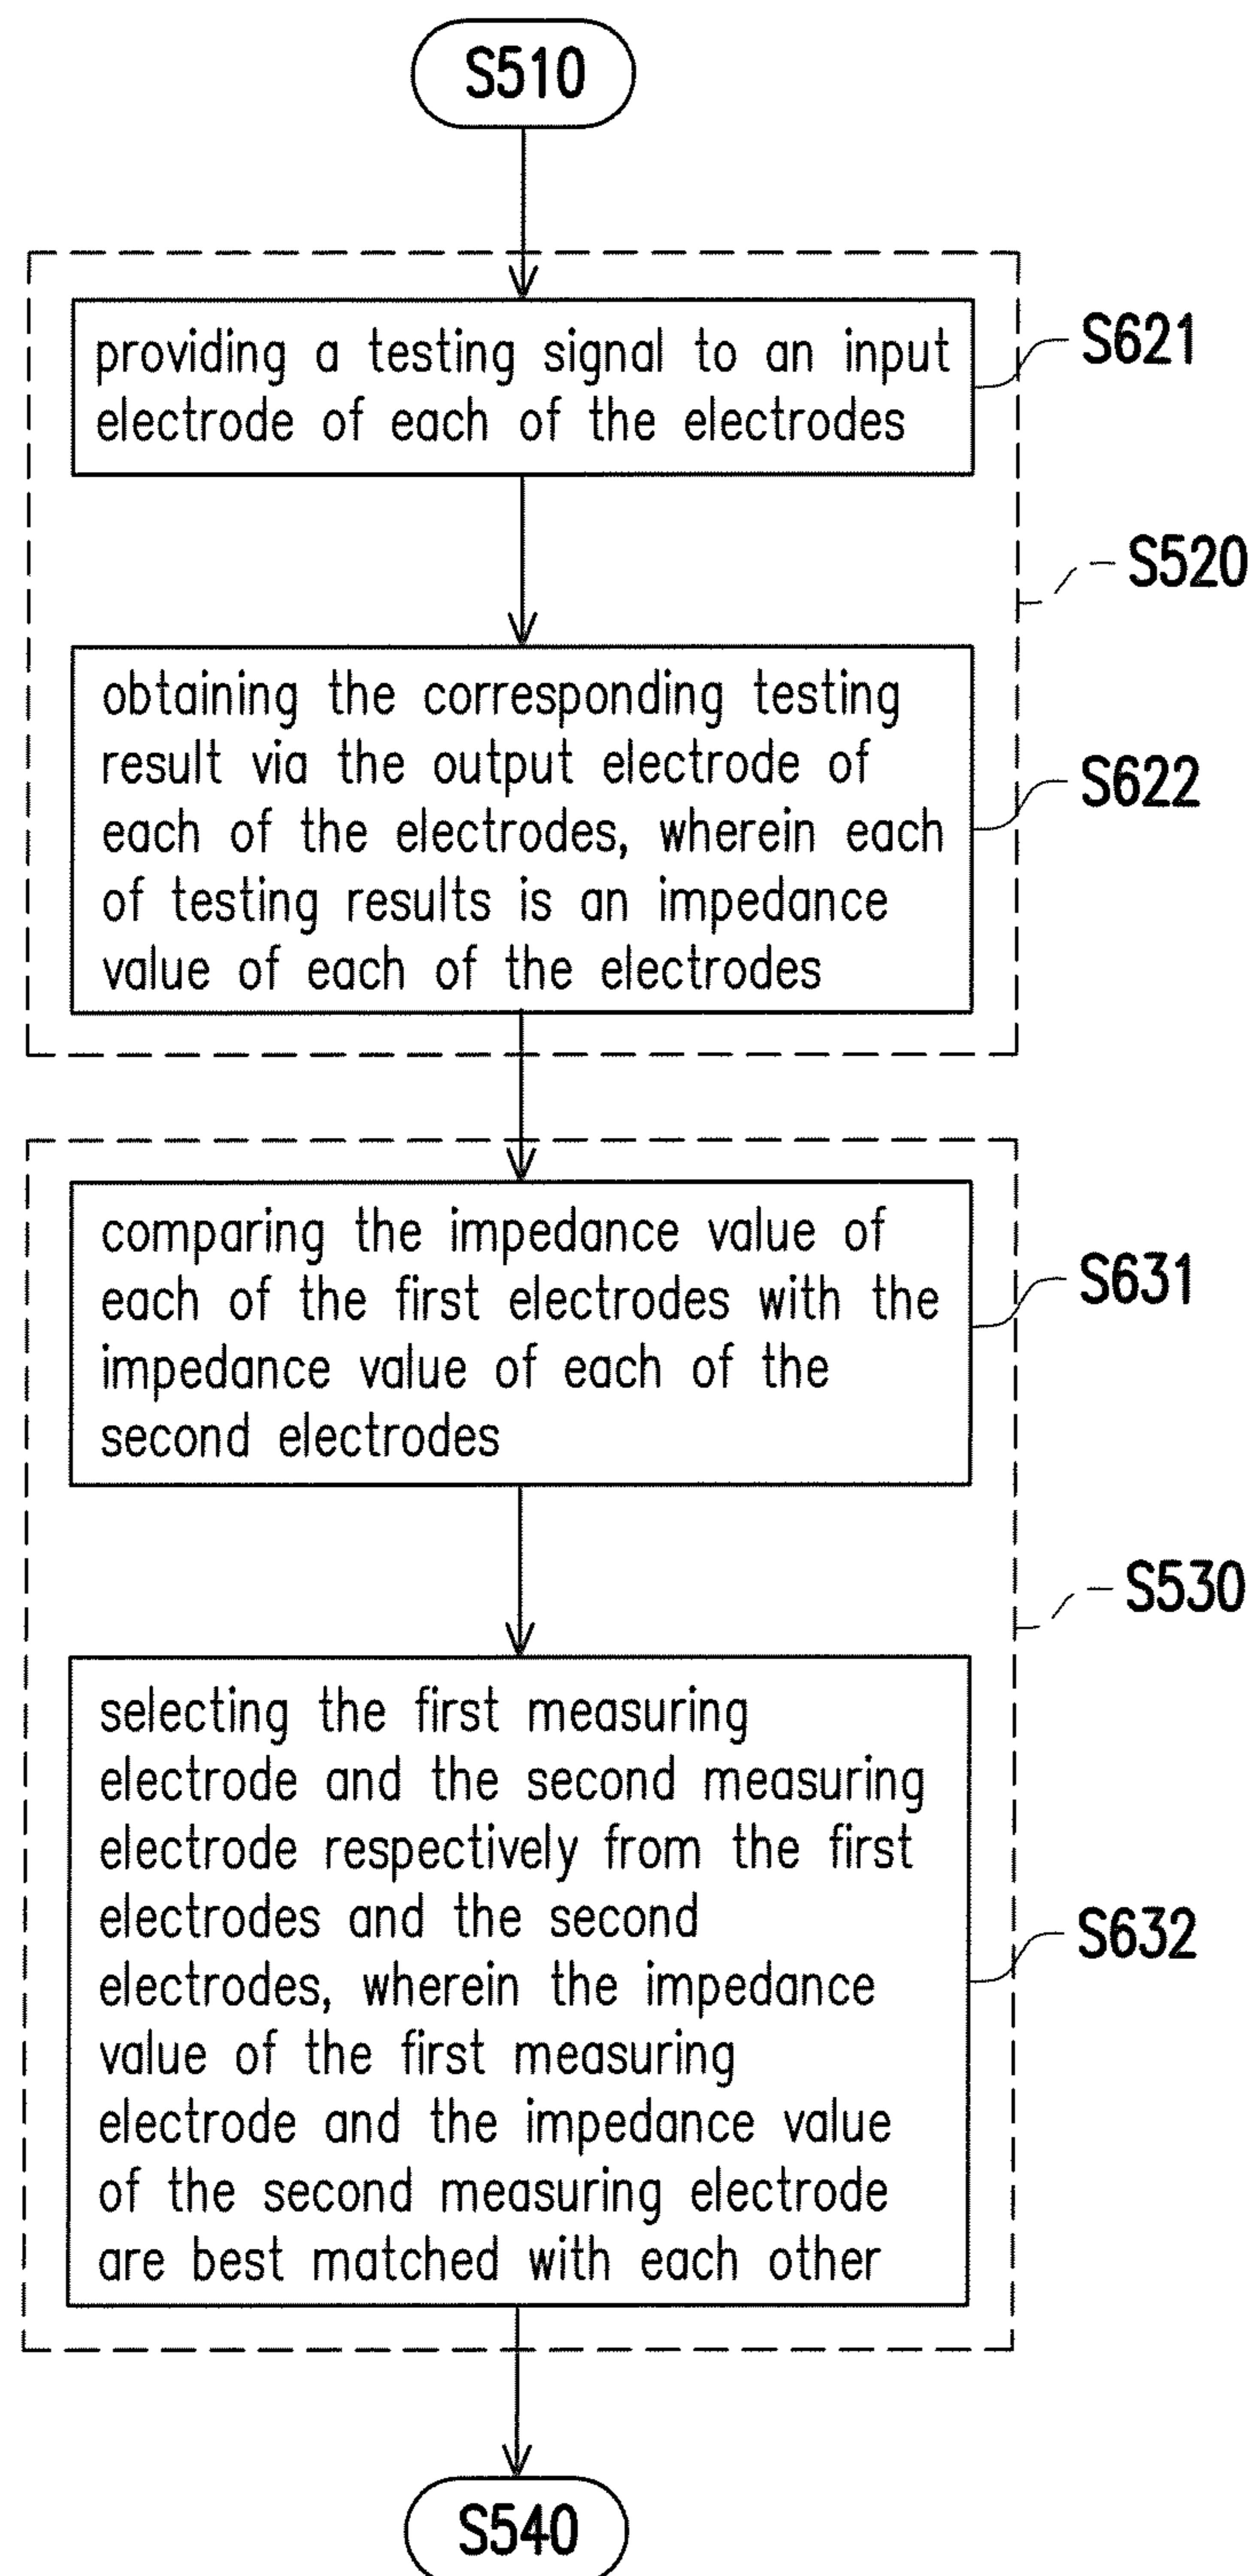 S510
providing a testing signal to an input
electrode of each of the electrodes
S621
S520
obtaining the corresponding testing
result via the output electrode of
each of the electrodes, wherein each
of testing results is an impedance
value of each of the electrodes
S622
comparing the impedance value of
each of the first electrodes with the
impedance value of each of the
second electrodes
S631
S530
selecting the first measuring
electrode and the second measuring
electrode respectively from the first
electrodes and the second
electrodes, wherein the impedance
value of the first measuring
electrode and the impedance value
of the second measuring electrode
are best matched with each other
S632
S540